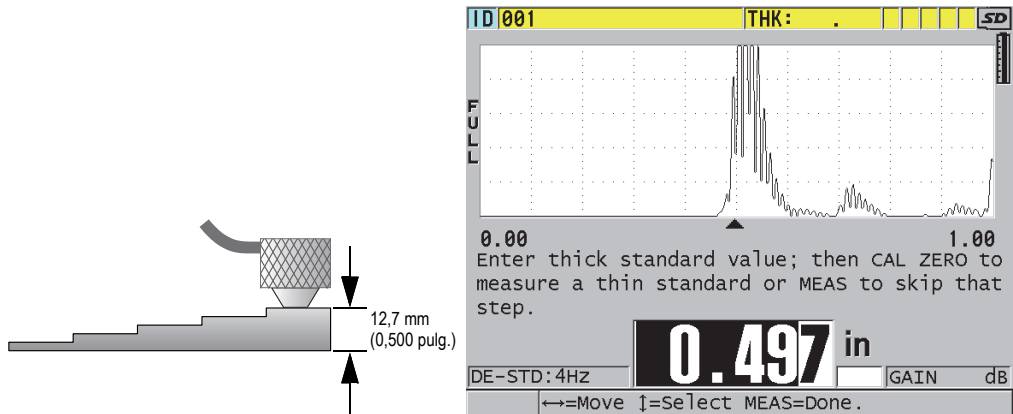 12,7 mm
(0,500 pulg.)
ID 001 THK: . SD
FULL
0.00 1.00
Enter thick standard value; then CAL ZERO to
measure a thin standard or MEAS to skip that
step.
0.497 in
DE-STD:4Hz GAIN dB
↔=Move ↕=Select MEAS=Done.